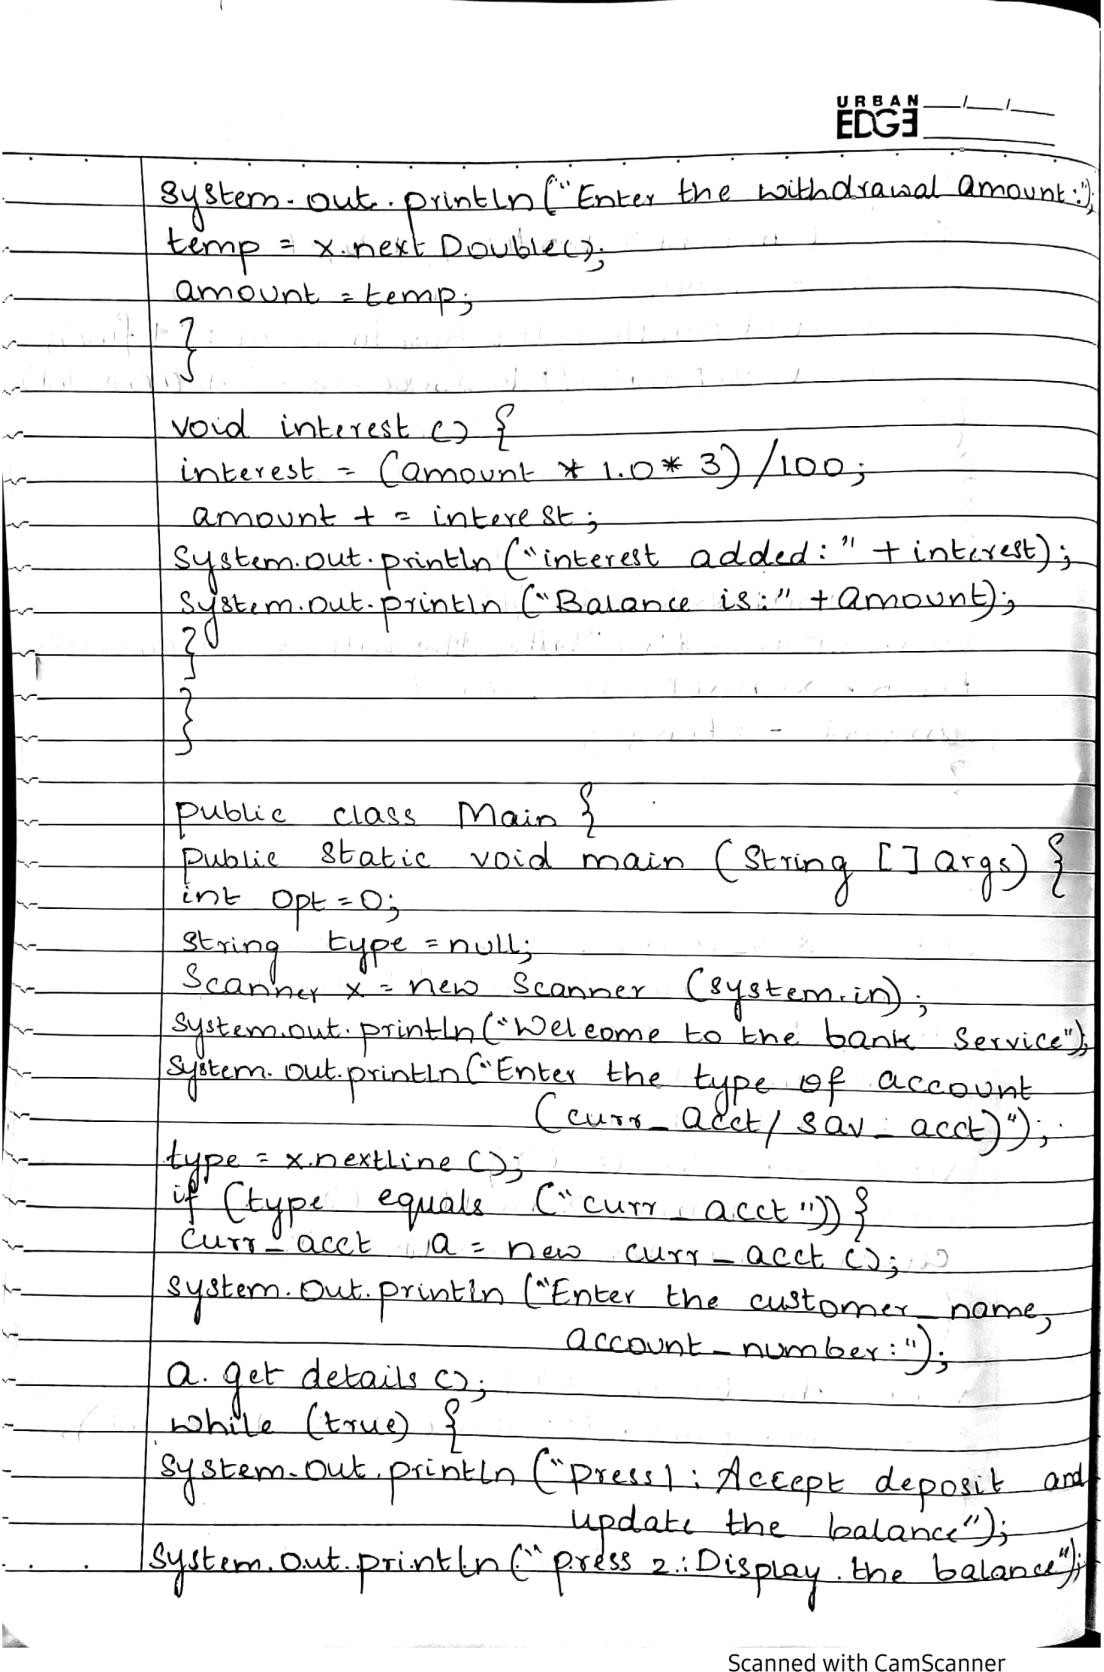 URBAN
EDGE
System.out.println("Enter the withdrawal amount:");
temp = x.nextDouble();
amount = temp;
}
void interest () {
interest = (amount * 1.0 * 3) /100;
amount + = interest;
System.out.println ("interest added:" + interest);
System.out.println ("Balance is:" + amount);
}
}
public class Main {
public static void main (String [] args) {
int opt = 0;
String type = null;
Scanner x = new Scanner (system.in);
System.out.println("Welcome to the bank Service");
System.out.println("Enter the type of account
(curr_acct/ sav_acct)");
type = x.nextline ();
if (type equals ("curr_acct")) {
curr_acct a = new curr_acct ();
System.out.println ("Enter the customer_name,
account_number:");
a. get details ();
while (true) {
System.out.println ("press 1: Accept deposit and
update the balance");
System.out.println ("press 2: Display the balance");
Scanned with CamScanner